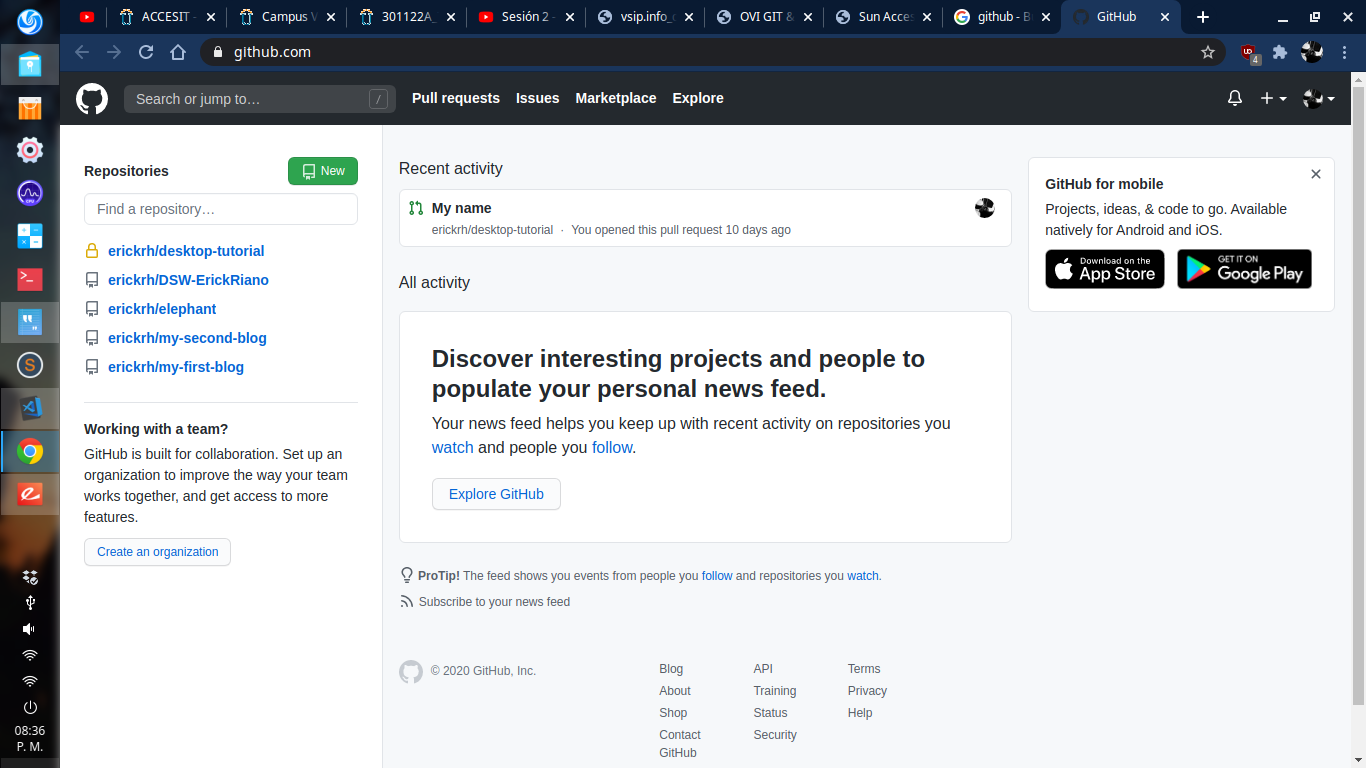 ACCESIT -
Campus V
301122A_
Sesión 2 -
vsip.info_
OVI GIT &
Sun Acces
github - B
GitHub
github.com
4
Search or jump to…
/
Pull requests
Issues
Marketplace
Explore
Repositories
New
Find a repository…
erickrh/desktop-tutorial
erickrh/DSW-ErickRiano
erickrh/elephant
erickrh/my-second-blog
erickrh/my-first-blog
Working with a team?
GitHub is built for collaboration. Set up an
organization to improve the way your team
works together, and get access to more
features.
Create an organization
Recent activity
My name
erickrh/desktop-tutorial · You opened this pull request 10 days ago
All activity
Discover interesting projects and people to
populate your personal news feed.
Your news feed helps you keep up with recent activity on repositories you
watch and people you follow.
Explore GitHub
ProTip! The feed shows you events from people you follow and repositories you watch.
Subscribe to your news feed
GitHub for mobile
Projects, ideas, & code to go. Available
natively for Android and iOS.
Download on the
App Store
GET IT ON
Google Play
© 2020 GitHub, Inc.
Blog
About
Shop
Contact
GitHub
API
Training
Status
Security
Terms
Privacy
Help
08:36
P. M.